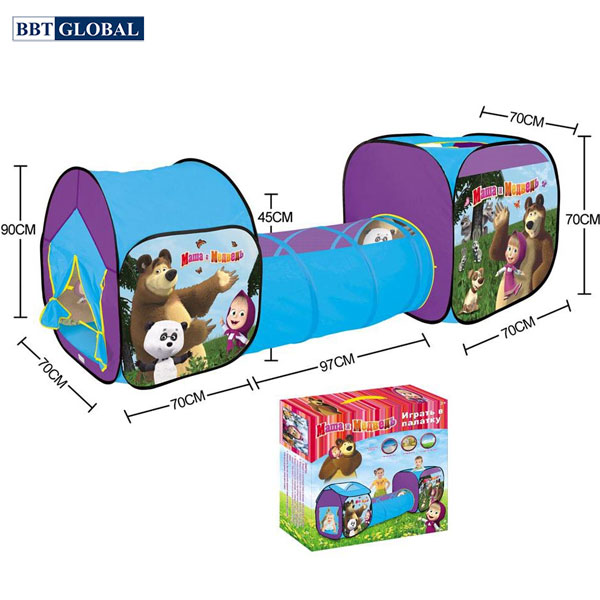 BBT GLOBAL
70CM
90CM
45CM
70CM
Маша и Медведь
Маша и Медведь
70CM
70CM
97CM
70CM
Маша и Медведь
Играть в
палатку